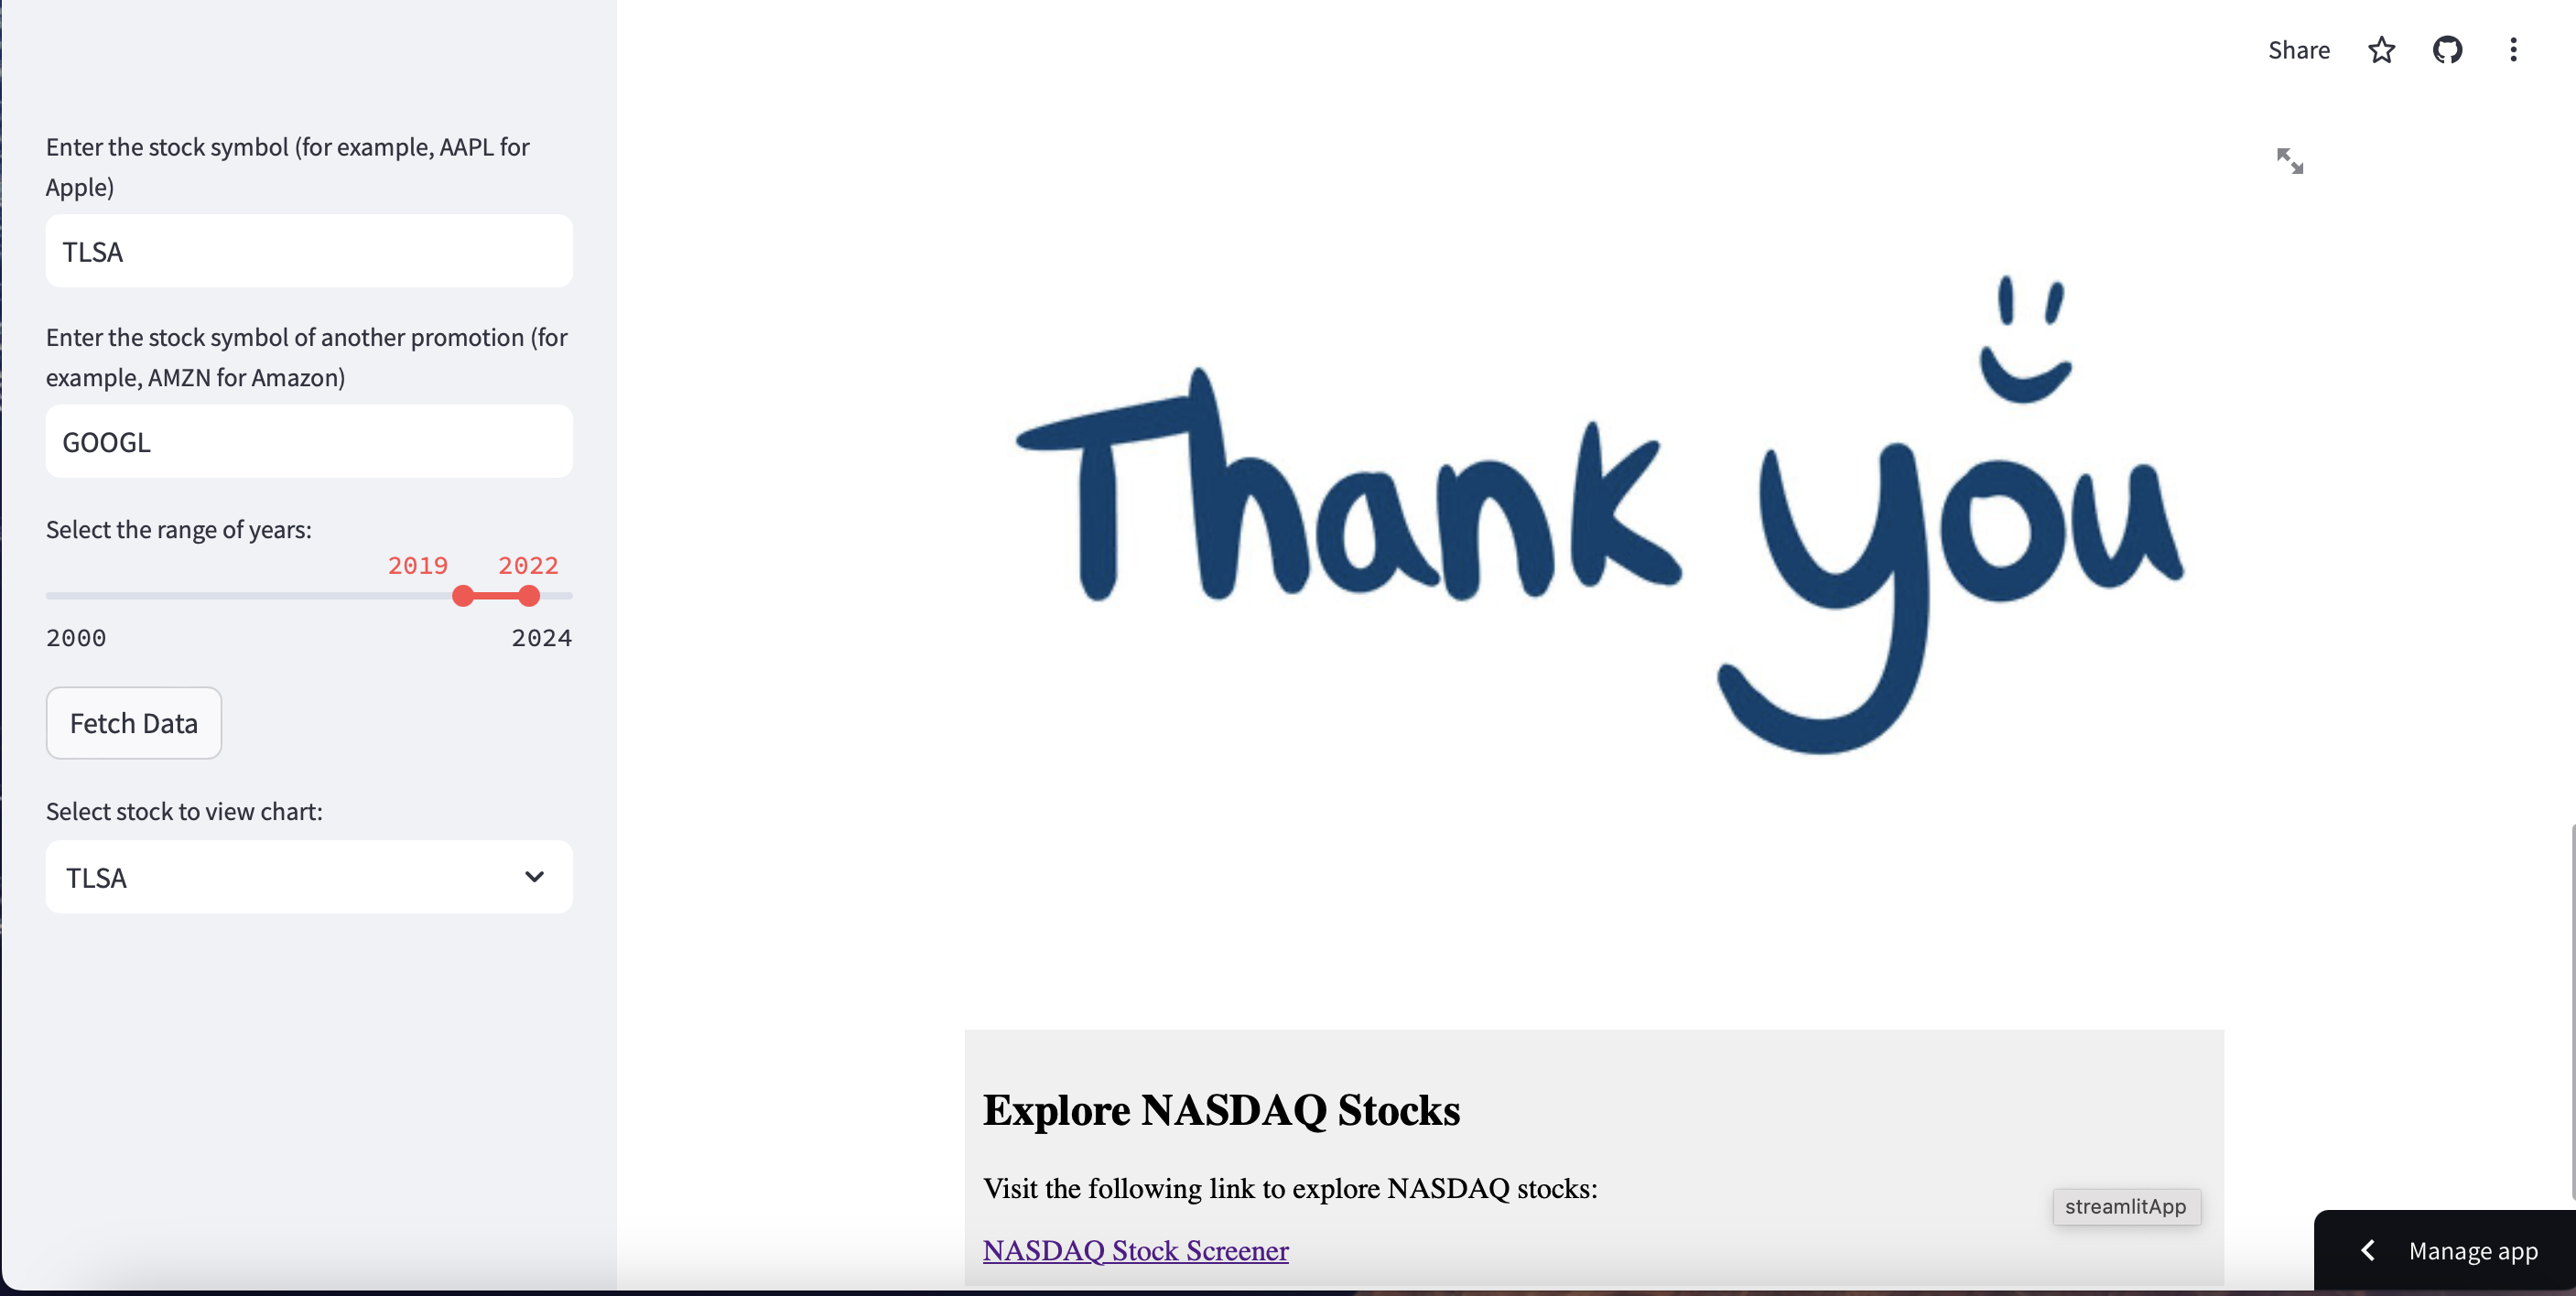 Share
Enter the stock symbol (for example, AAPL for
Apple)
TLSA
Enter the stock symbol of another promotion (for
example, AMZN for Amazon)
GOOGL
Select the range of years:
2019 2022
2000 2024
Fetch Data
Select stock to view chart:
TLSA
Thank you
Explore NASDAQ Stocks
Visit the following link to explore NASDAQ stocks:
NASDAQ Stock Screener
streamlitApp
Manage app